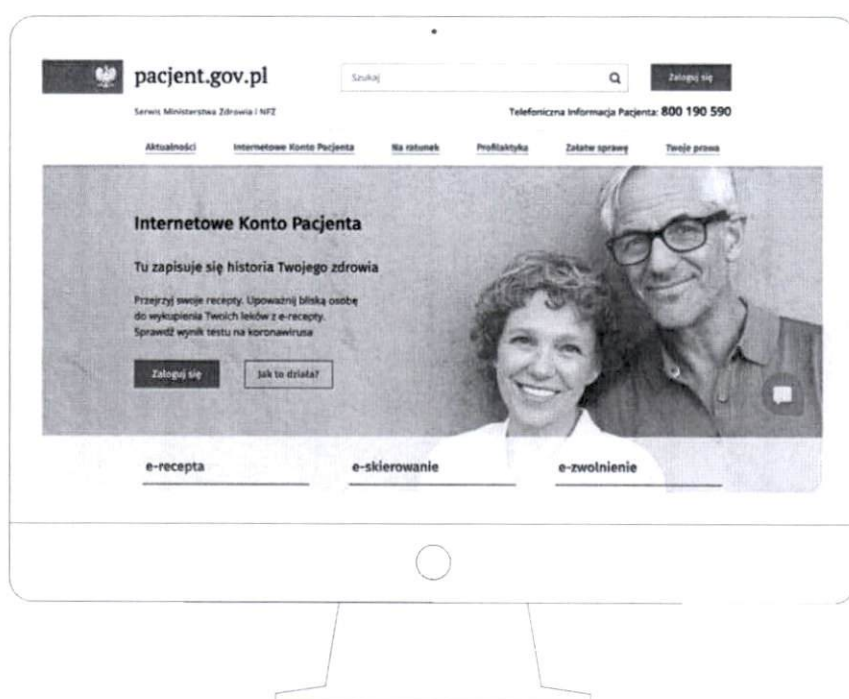 pacjent.gov.pl
Szukaj
Zaloguj się
Serwis Ministerstwa Zdrowia i NFZ
Telefoniczna Informacja Pacjenta: 800 190 590
Aktualności
Internetowe Konto Pacjenta
Na ratunek
Profilaktyka
Załatw sprawę
Twoje prawa
Internetowe Konto Pacjenta
Tu zapisuje się historia Twojego zdrowia
Przejrzyj swoje recepty. Upoważnij bliską osobę
do wykupienia Twoich leków z e-recepty.
Sprawdź wynik testu na koronawirusa
Zaloguj się
Jak to działa?
e-recepta
e-skierowanie
e-zwolnienie